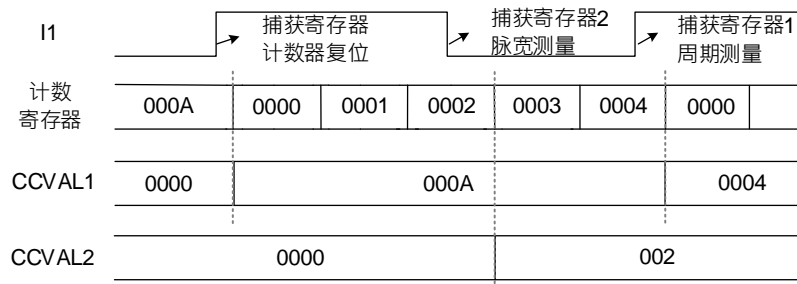 I1
捕获寄存器
计数器复位
捕获寄存器2
脉宽测量
捕获寄存器1
周期测量
计数
寄存器
000A 0000 0001 0002 0003 0004 0000
CCVAL1 0000 000A 0004
CCVAL2 0000 002